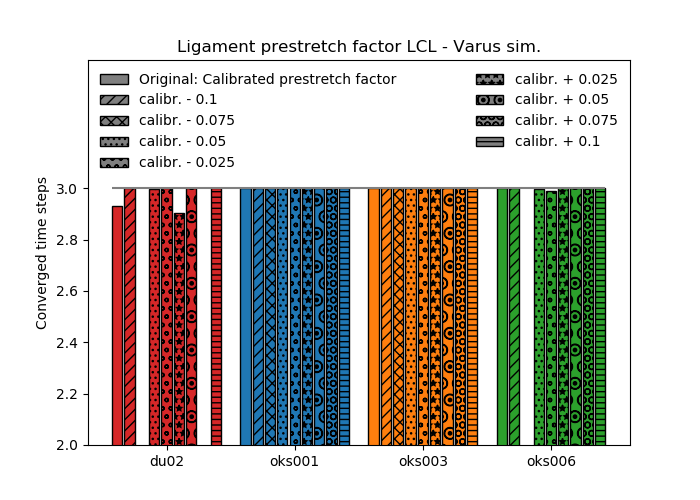 Ligament prestretch factor LCL - Varus sim.
Original: Calibrated prestretch factor
calibr. - 0.1
calibr. - 0.075
calibr. - 0.05
calibr. - 0.025
calibr. + 0.025
calibr. + 0.05
calibr. + 0.075
calibr. + 0.1
Converged time steps
3.0
2.8
2.6
2.4
2.2
2.0
du02
oks001
oks003
oks006